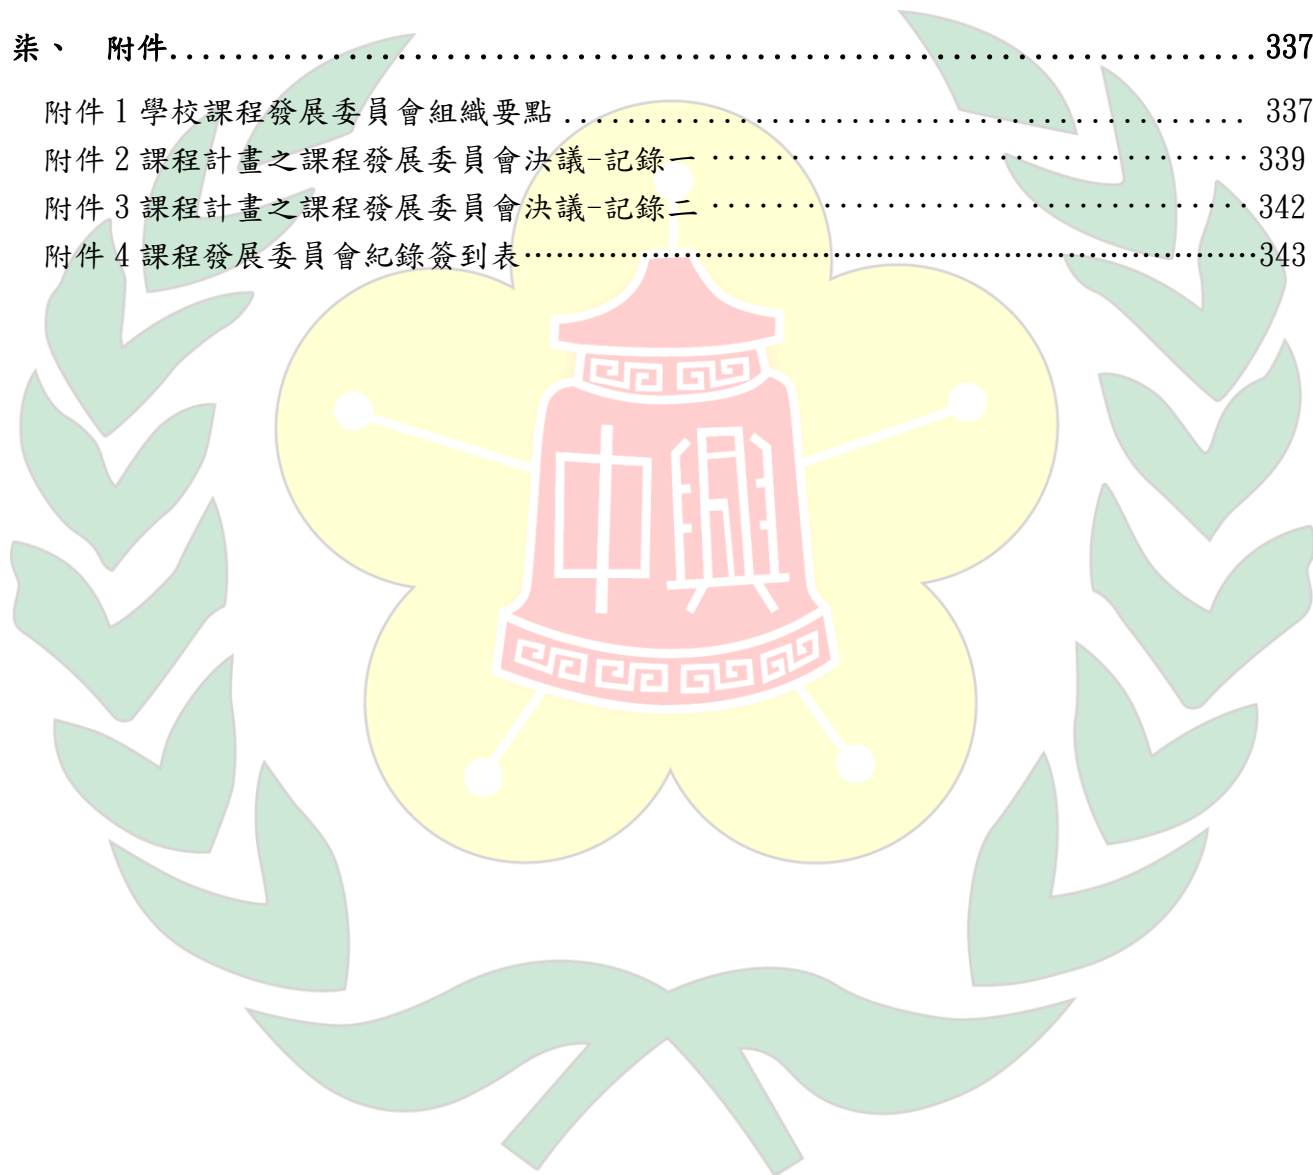 柒、 附件................................................................ 337
附件 1 學校課程發展委員會組織要點 ............................................. 337
附件 2 課程計畫之課程發展委員會決議-記錄一 ··································· 339
附件 3 課程計畫之課程發展委員會決議-記錄二 ··································· 342
附件 4 課程發展委員會紀錄簽到表·····································································343
中興